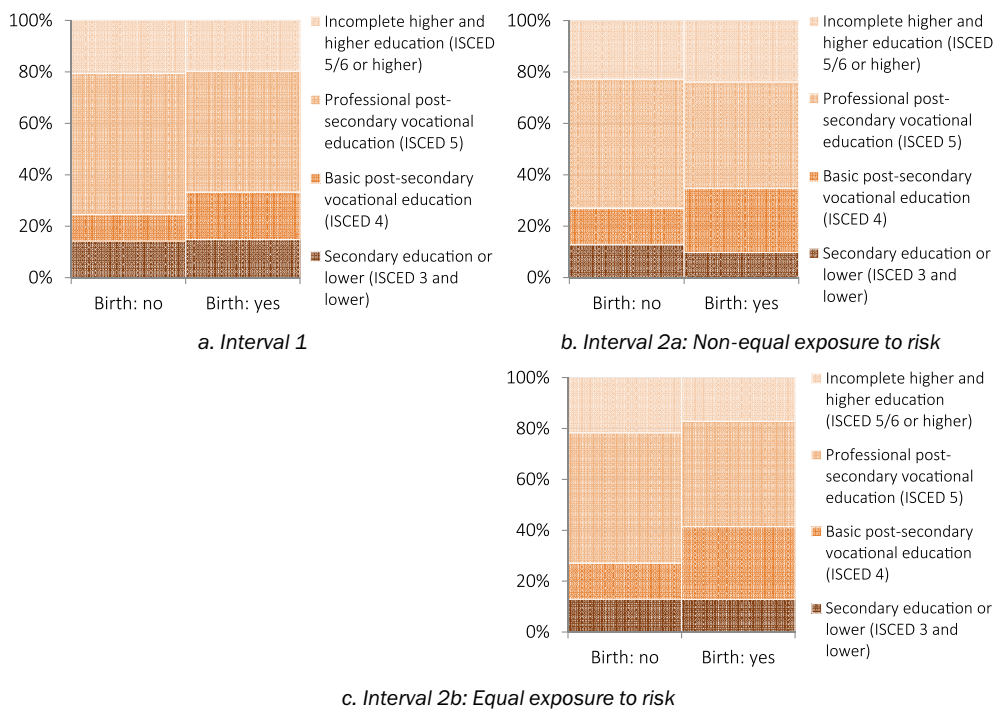 100%
80%
60%
40%
20%
0%
Birth: no
Birth: yes
Incomplete higher and
higher education (ISCED
5/6 or higher)
Professional post-
secondary vocational
education (ISCED 5)
Basic post-secondary
vocational education
(ISCED 4)
Secondary education or
lower (ISCED 3 and
lower)
a. Interval 1
100%
80%
60%
40%
20%
0%
Birth: no
Birth: yes
Incomplete higher and
higher education (ISCED
5/6 or higher)
Professional post-
secondary vocational
education (ISCED 5)
Basic post-secondary
vocational education
(ISCED 4)
Secondary education or
lower (ISCED 3 and
lower)
b. Interval 2a: Non-equal exposure to risk
100%
80%
60%
40%
20%
0%
Birth: no
Birth: yes
Incomplete higher and
higher education
(ISCED 5/6 or higher)
Professional post-
secondary vocational
education (ISCED 5)
Basic post-secondary
vocational education
(ISCED 4)
Secondary education or
lower (ISCED 3 and
lower)
c. Interval 2b: Equal exposure to risk